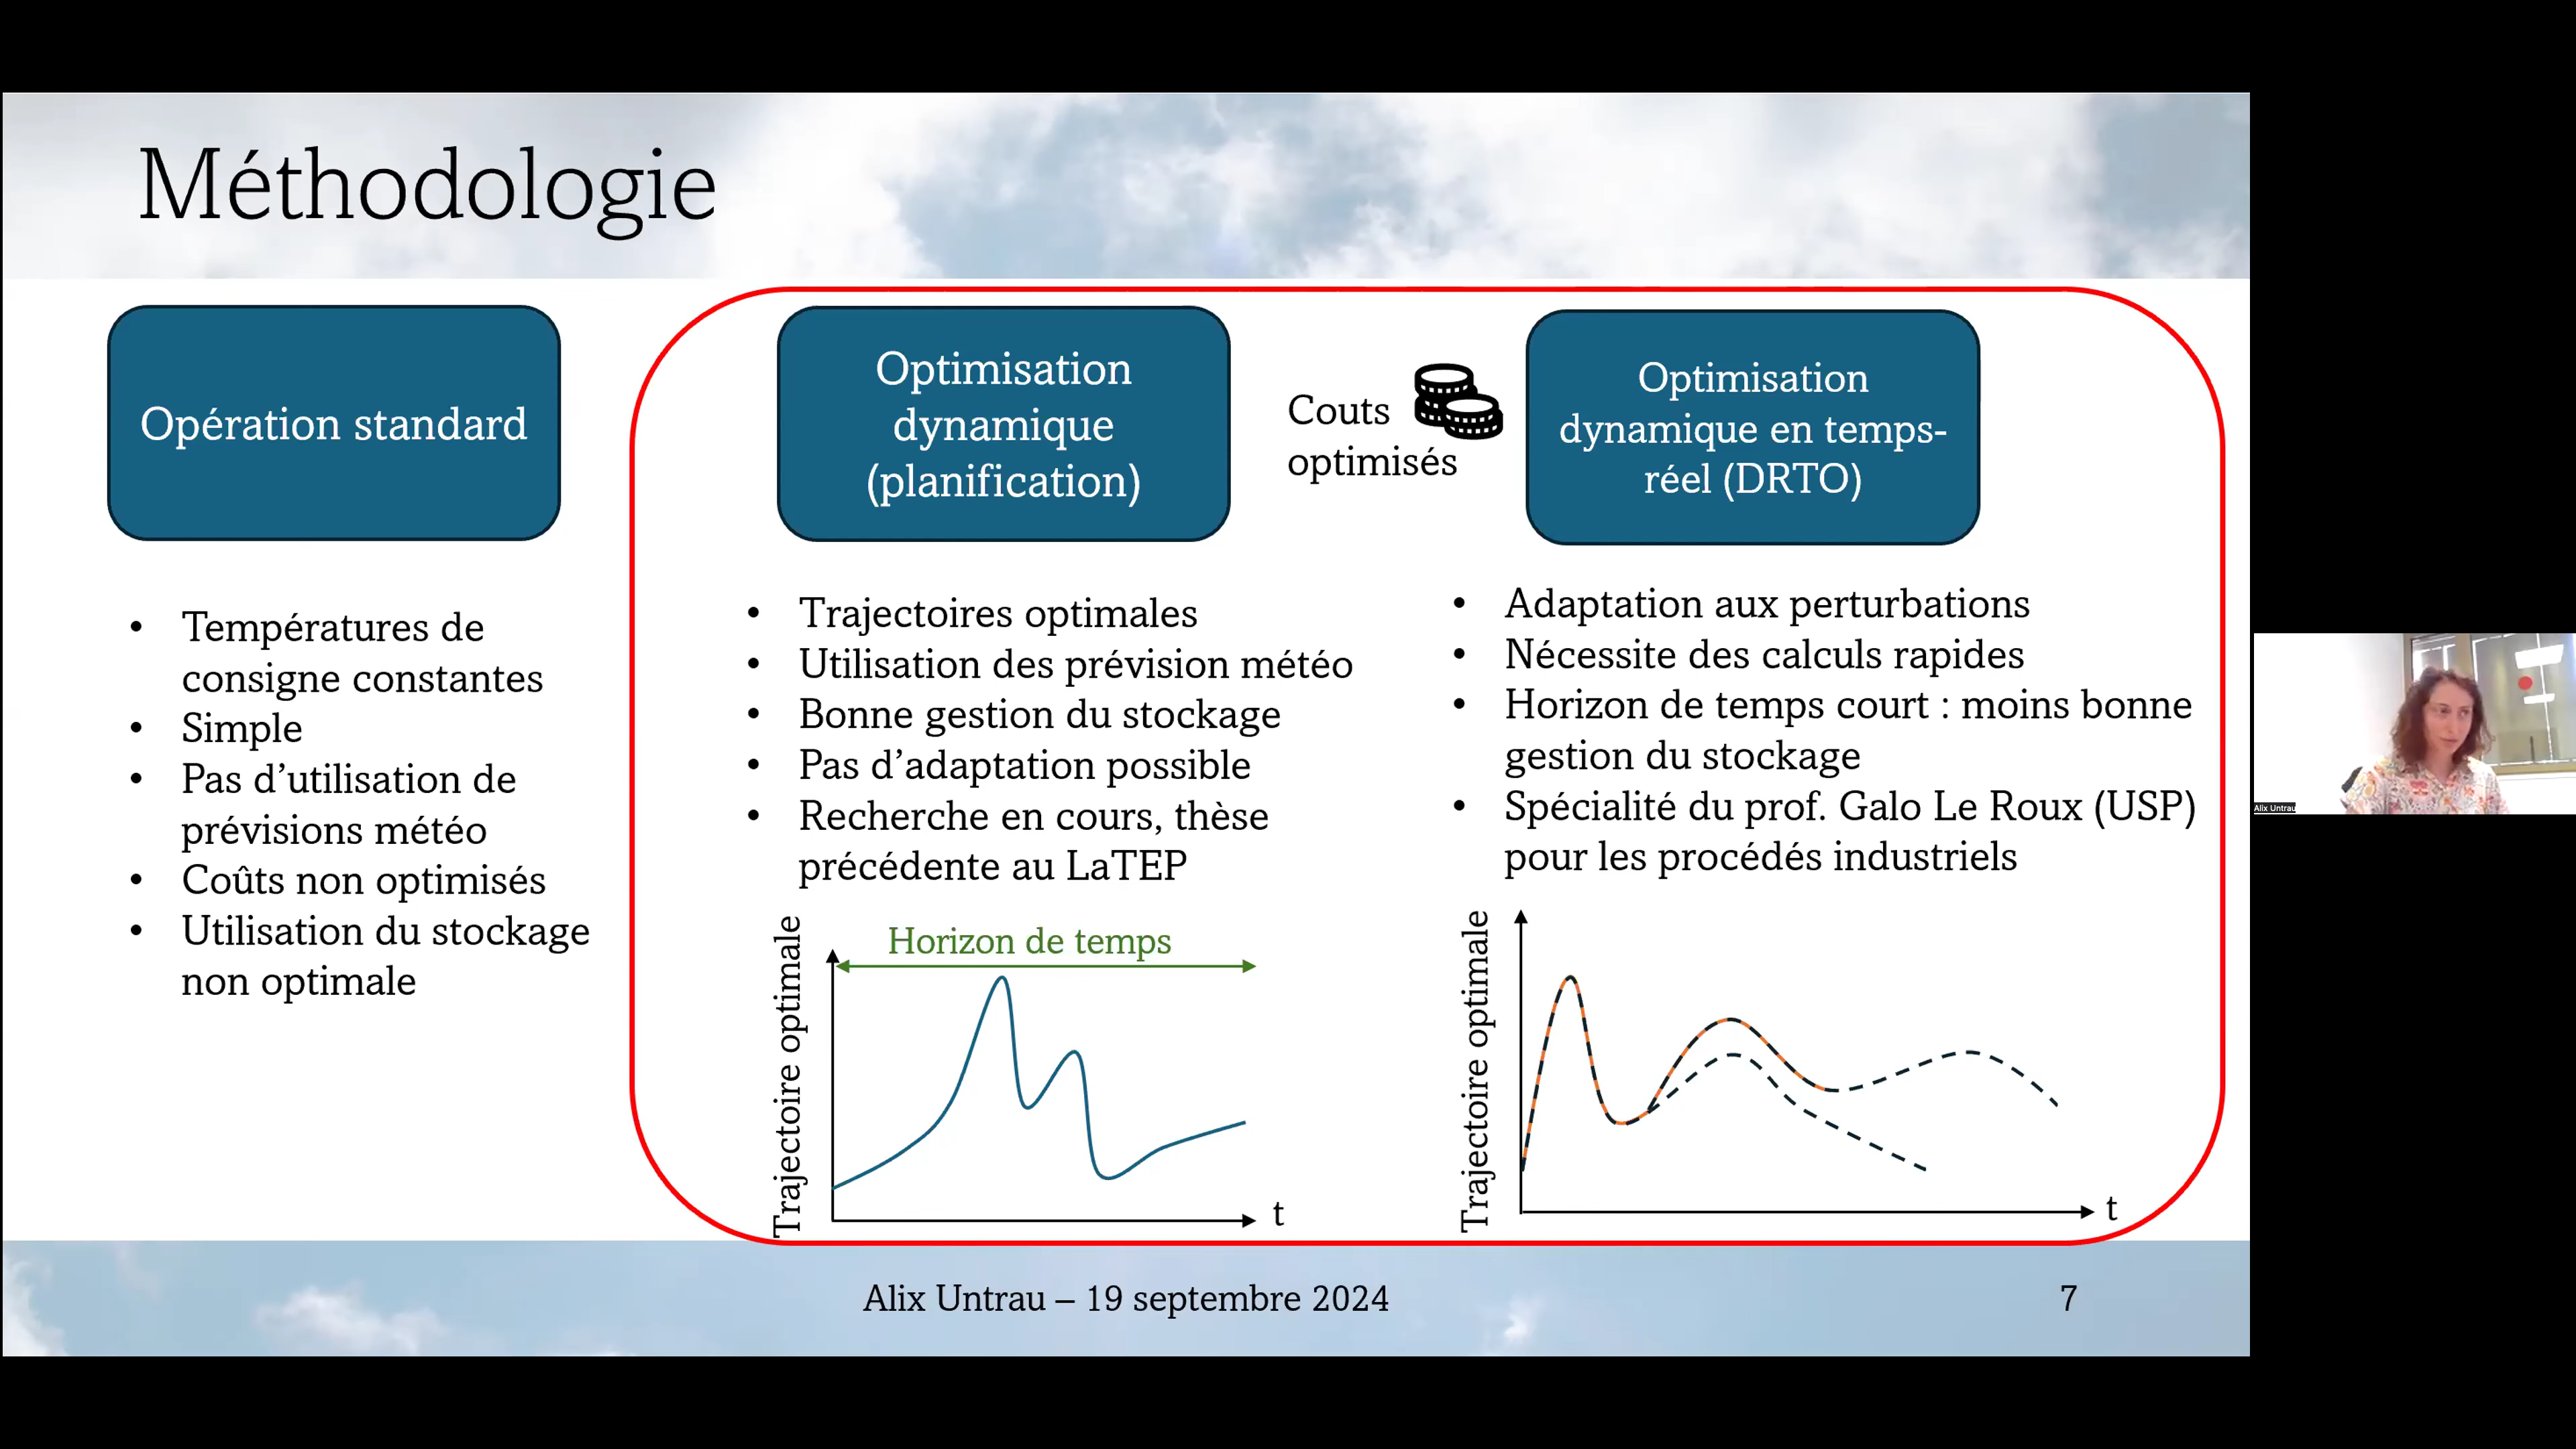 Méthodologie
Opération standard
Températures de
consigne constantes
Simple
Pas d’utilisation de
prévisions météo
Coûts non optimisés
Utilisation du stockage
non optimale
Optimisation
dynamique
(planification)
Trajectoires optimales
Utilisation des prévision météo
Bonne gestion du stockage
Pas d’adaptation possible
Recherche en cours, thèse
précédente au LaTEP
Horizon de temps
Trajectoire optimale
t
Couts
optimisés
Optimisation
dynamique en temps-
réel (DRTO)
Adaptation aux perturbations
Nécessite des calculs rapides
Horizon de temps court : moins bonne
gestion du stockage
Spécialité du prof. Galo Le Roux (USP)
pour les procédés industriels
Trajectoire optimale
t
Alix Untrau – 19 septembre 2024
7
Alix Untrau